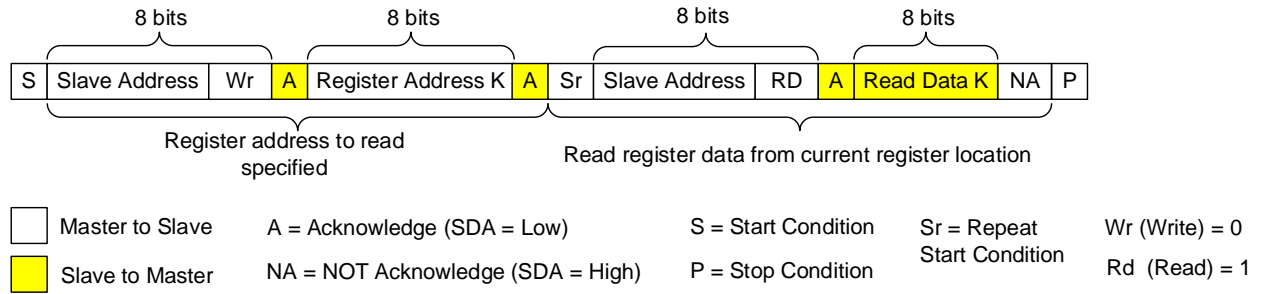 8 bits 8 bits 8 bits 8 bits
S Slave Address Wr A Register Address K A Sr Slave Address RD A Read Data K NA P
Register address to read
specified
Read register data from current register location
Master to Slave
Slave to Master
A = Acknowledge (SDA = Low)
NA = NOT Acknowledge (SDA = High)
S = Start Condition
P = Stop Condition
Sr = Repeat
Start Condition
Wr (Write) = 0
Rd (Read) = 1